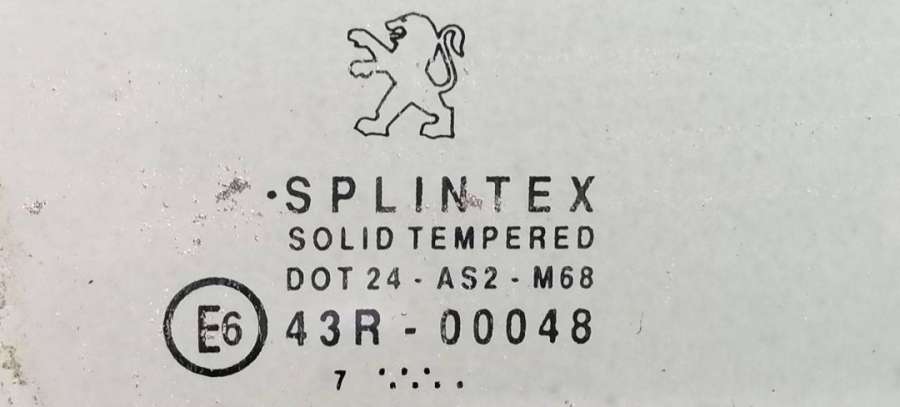 ·SPLINTEX
SOLID TEMPERED
DOT 24 - AS2 - M68
E6 43R - 00048
7